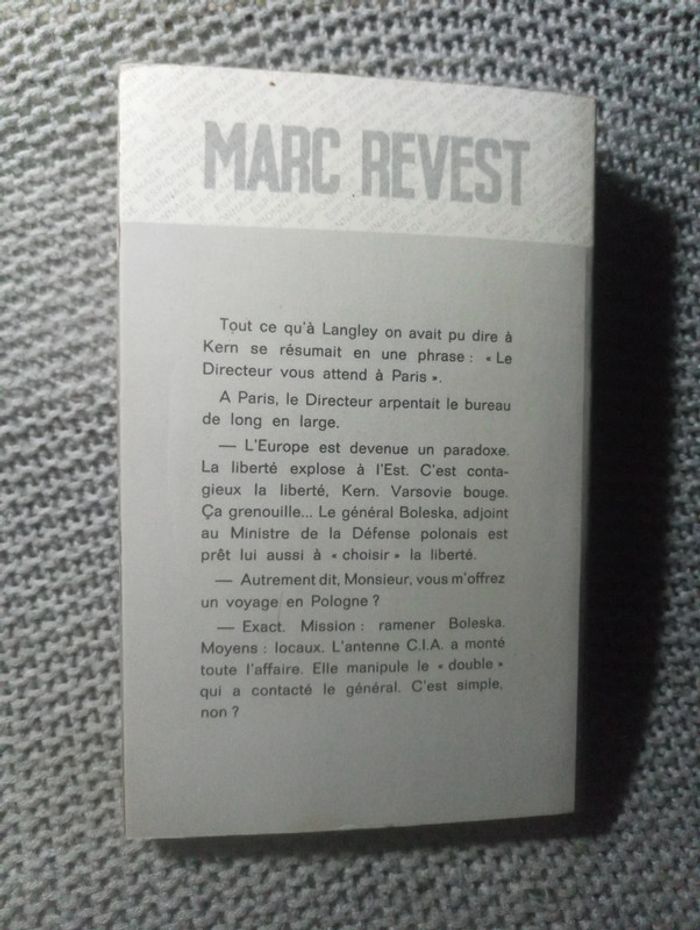 MARC REVEST
Tout ce qu'à Langley on avait pu dire à
Kern se résumait en une phrase : « Le
Directeur vous attend à Paris ».
A Paris, le Directeur arpentait le bureau
de long en large.
— L'Europe est devenue un paradoxe.
La liberté explose à l'Est. C'est conta-
gieux la liberté, Kern. Varsovie bouge.
Ça grenouille... Le général Boleska, adjoint
au Ministre de la Défense polonais est
prêt lui aussi à « choisir » la liberté.
— Autrement dit, Monsieur, vous m'offrez
un voyage en Pologne ?
— Exact. Mission : ramener Boleska.
Moyens : locaux. L'antenne C.I.A. a monté
toute l'affaire. Elle manipule le « double »
qui a contacté le général. C'est simple,
non ?